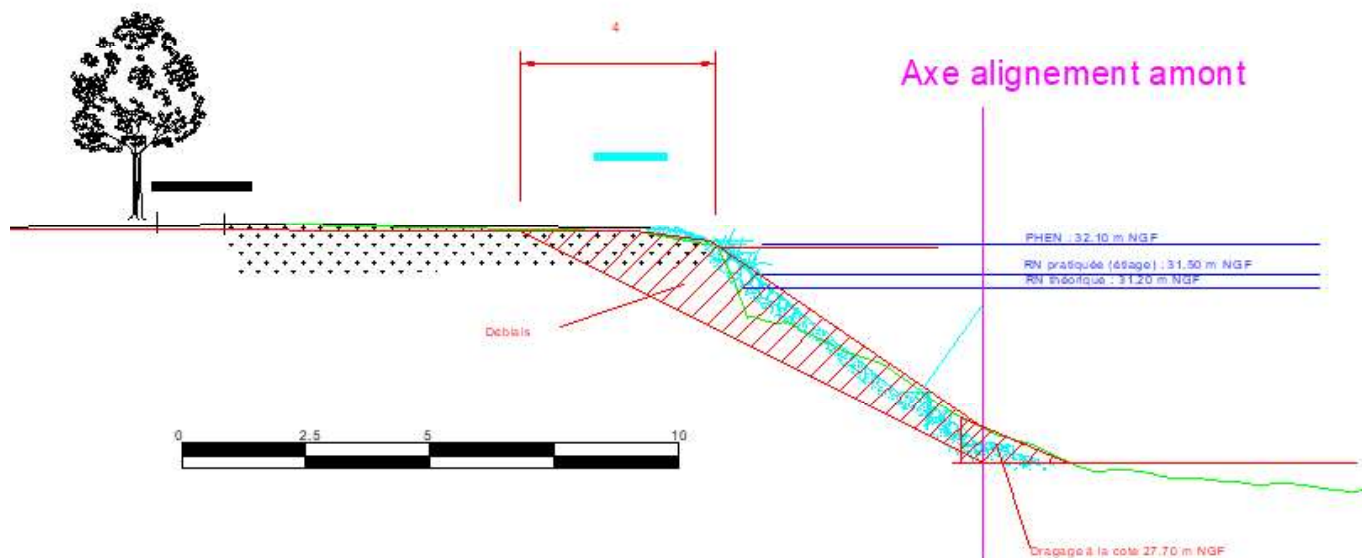 4
Axe alignement amont
PHEN : 32.10 m NGF
RN pratiquée (étiage) : 31.50 m NGF
RN théorique : 31.20 m NGF
Déblais
0 2.5 5 10
Dragage à la cote 27.70 m NGF